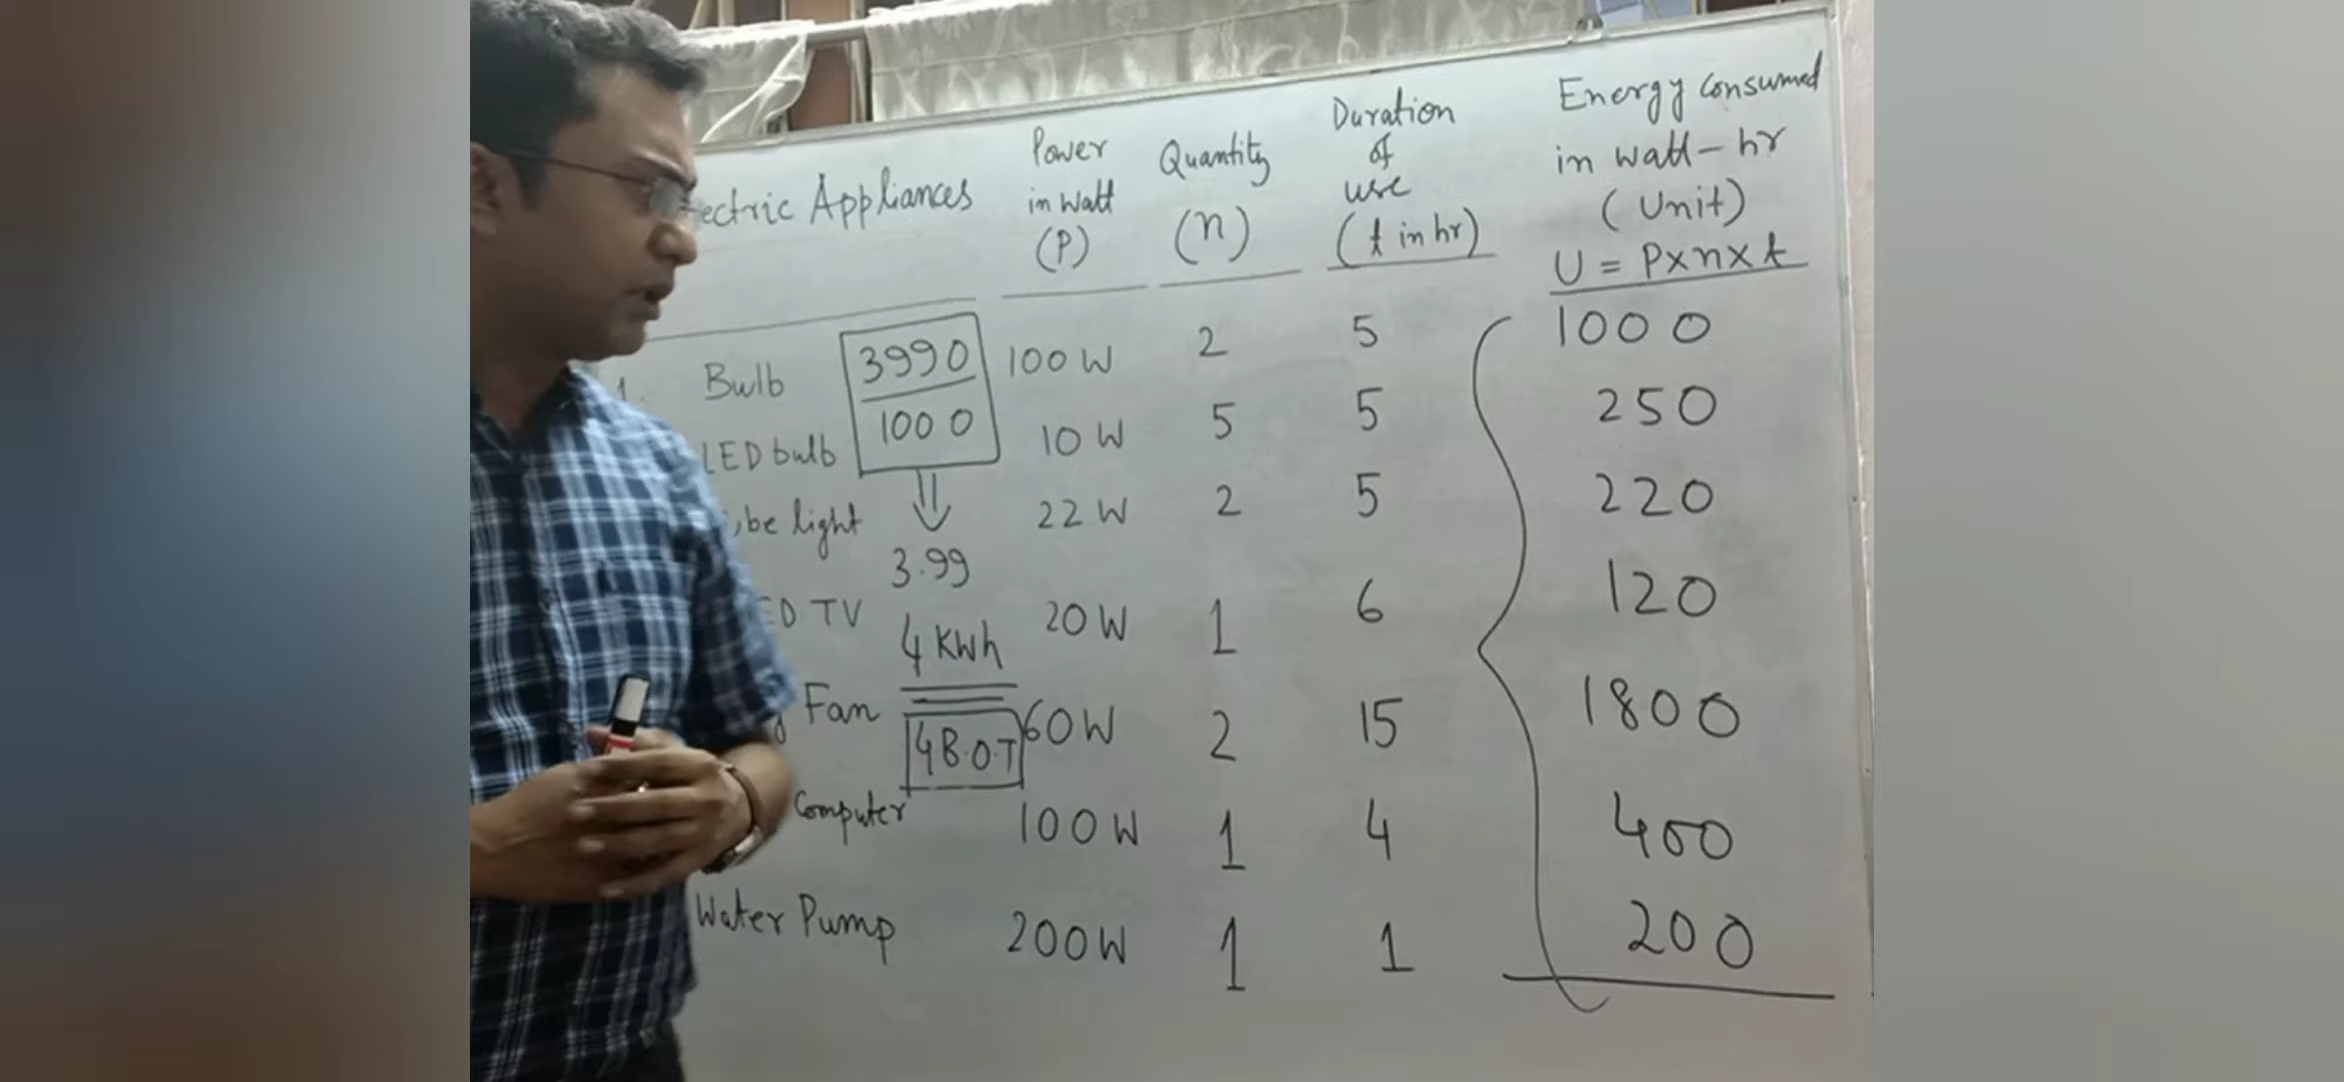 ectric Appliances
Power
in Watt
(P)
Quantity
(n)
Duration
of
use
(t in hr)
Energy consumed
in watt-hr
(Unit)
U = P×n×t
1. Bulb 100 W 2 5 1000
LED bulb 10 W 5 5 250
be light 22 W 2 5 220
ED TV 20 W 1 6 120
g Fan 60 W 2 15 1800
Computer 100 W 1 4 400
Water Pump 200 W 1 1 200
3990
1000
3.99
4 KWh
4 B.O.T